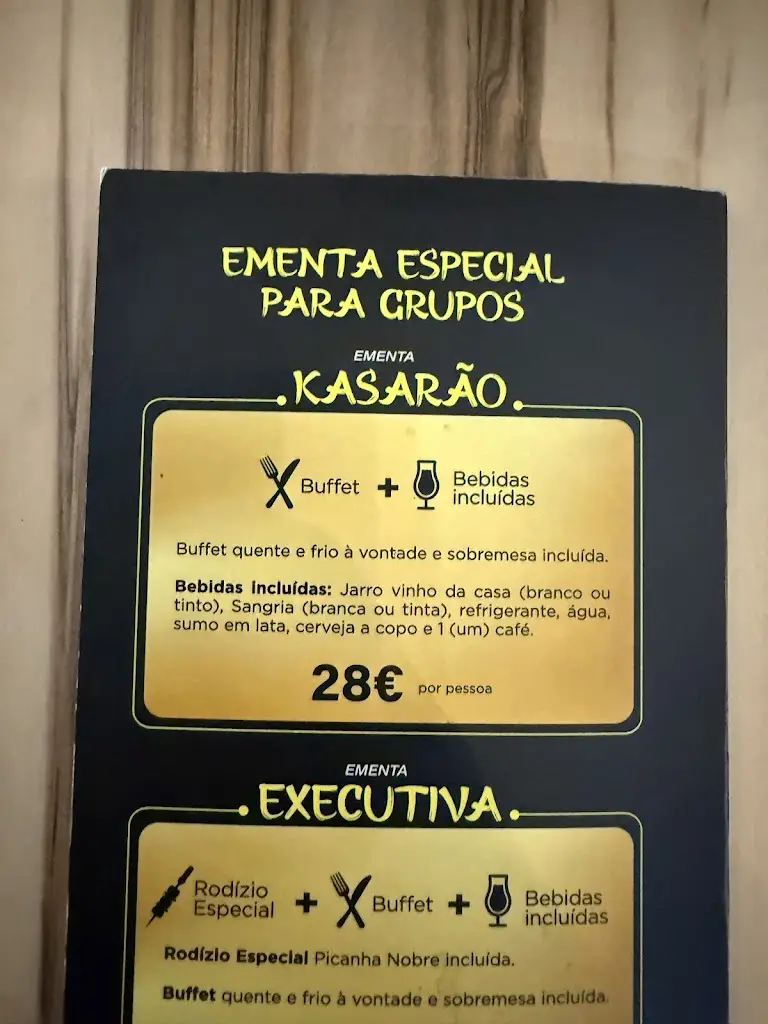 EMENTA ESPECIAL
PARA GRUPOS
EMENTA
KASARÃO
Buffet + Bebidas
incluídas
Buffet quente e frio à vontade e sobremesa incluída.
Bebidas incluídas: Jarro vinho da casa (branco ou
tinto), Sangria (branca ou tinta), refrigerante, água,
sumo em lata, cerveja a copo e 1 (um) café.
28€ por pessoa
EMENTA
EXECUTIVA
Rodízio
Especial + Buffet + Bebidas
incluídas
Rodízio Especial Picanha Nobre incluída.
Buffet quente e frio à vontade e sobremesa incluída.